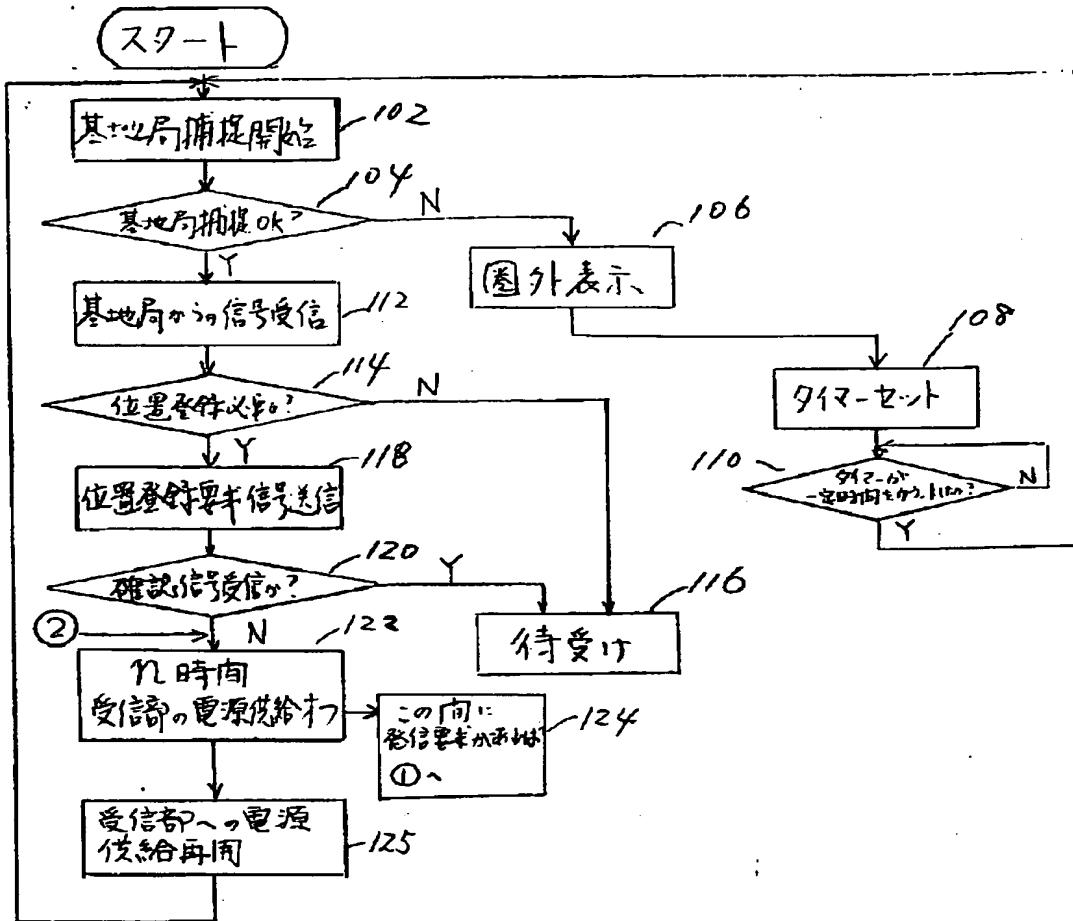 スタート
基地局捕捉開始
102
基地局捕捉OK?
104
N
Y
圏外表示
106
基地局からの信号受信
112
タイマーセット
108
位置登録必要か?
114
N
Y
タイマーが
一定時間をカウントしたか?
110
N
Y
位置登録要求信号送信
118
確認信号受信か?
120
Y
N
待受け
116
②
n時間
受信部の電源供給オフ
122
この間に
発信要求があれば
①へ
124
受信部への電源
供給再開
125